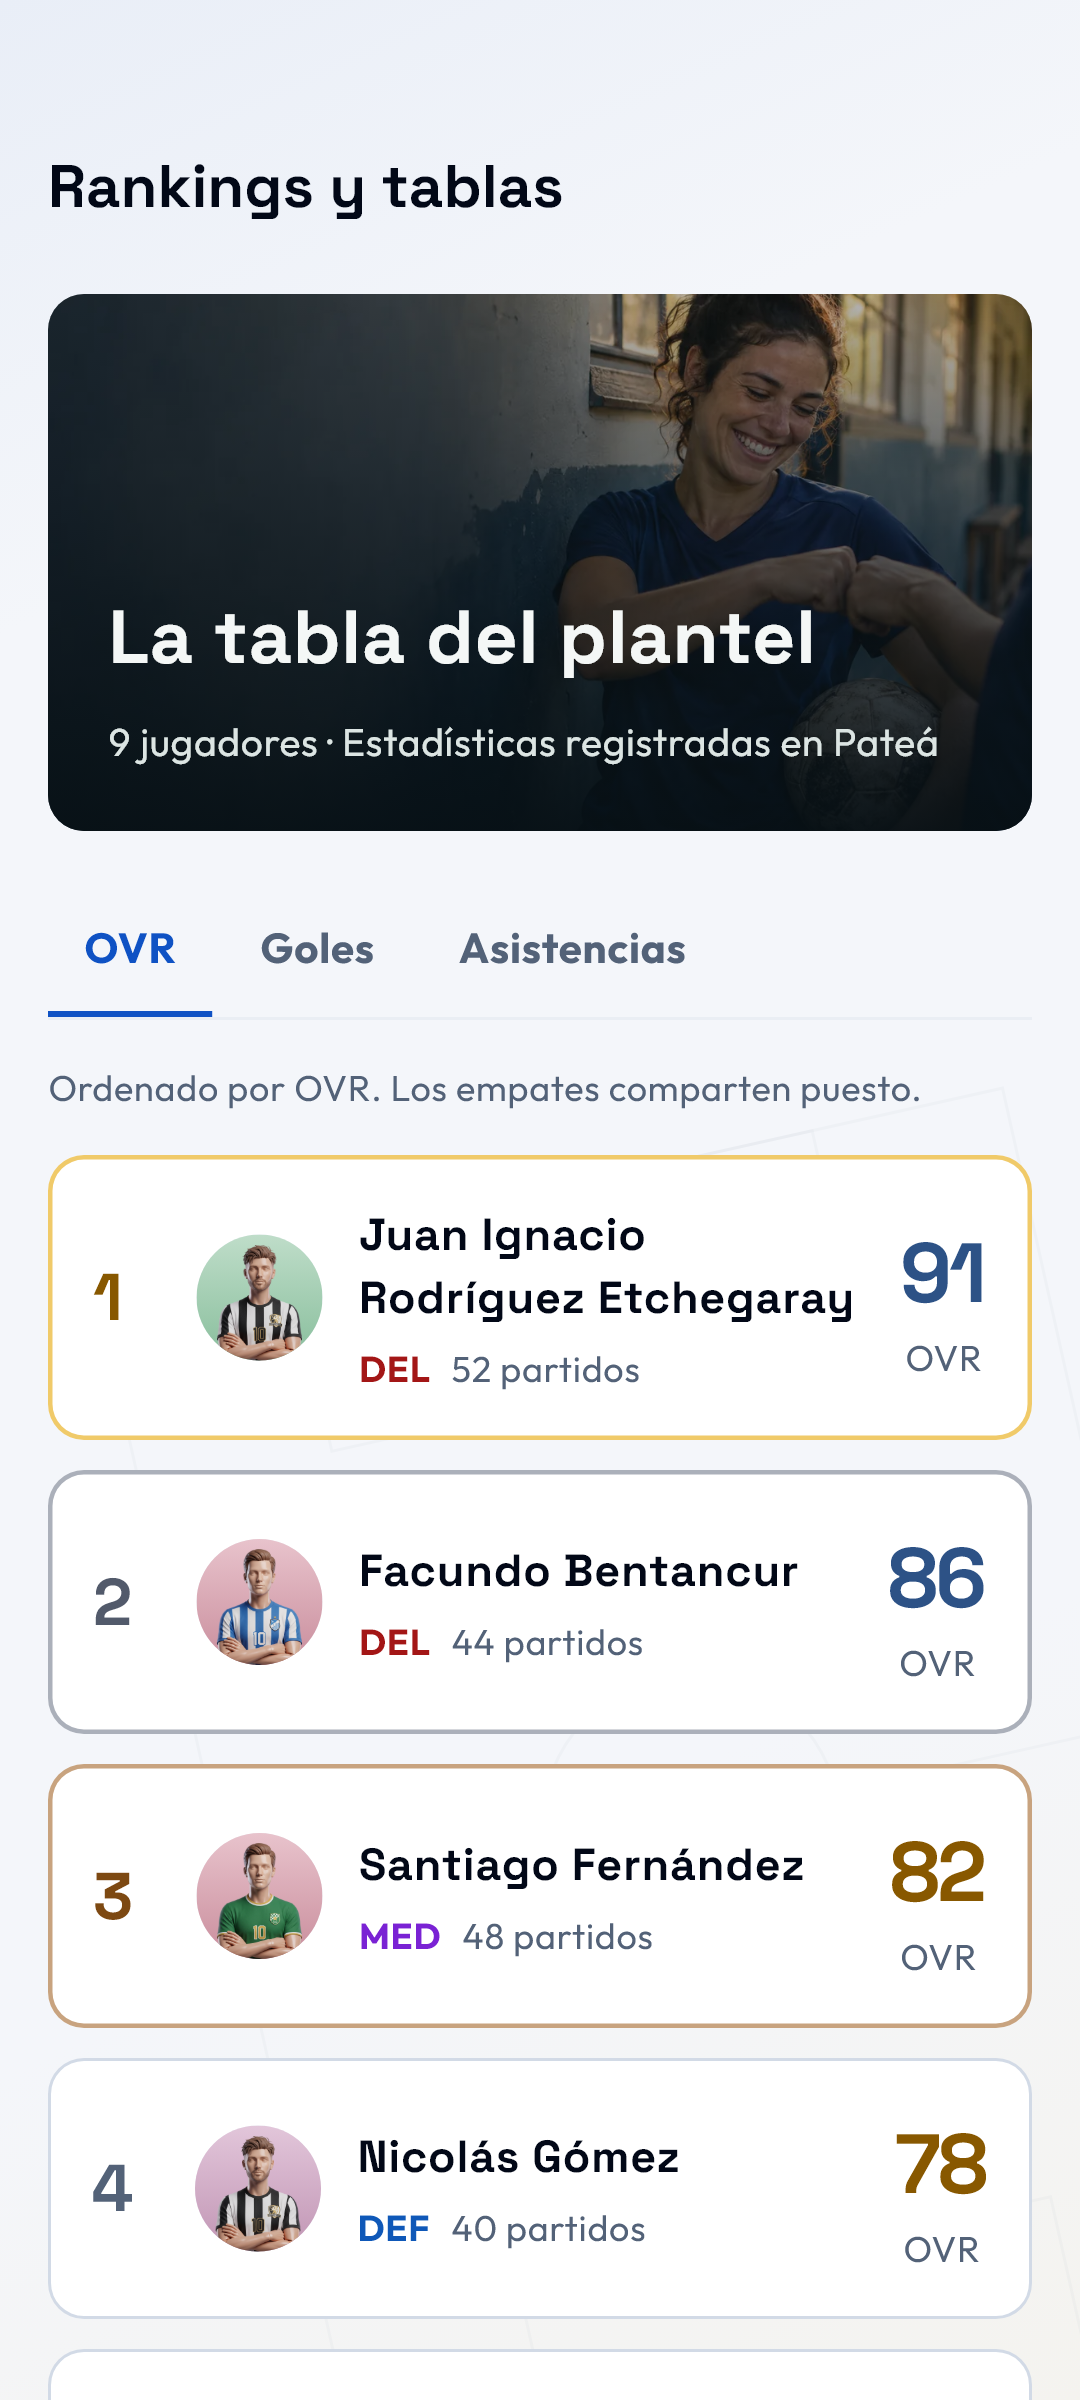 Rankings y tablas
La tabla del plantel
9 jugadores · Estadísticas registradas en Pateá
OVR Goles Asistencias
Ordenado por OVR. Los empates comparten puesto.
1
Juan Ignacio
Rodríguez Etchegaray
DEL 52 partidos
91
OVR
2
Facundo Bentancur
DEL 44 partidos
86
OVR
3
Santiago Fernández
MED 48 partidos
82
OVR
4
Nicolás Gómez
DEF 40 partidos
78
OVR